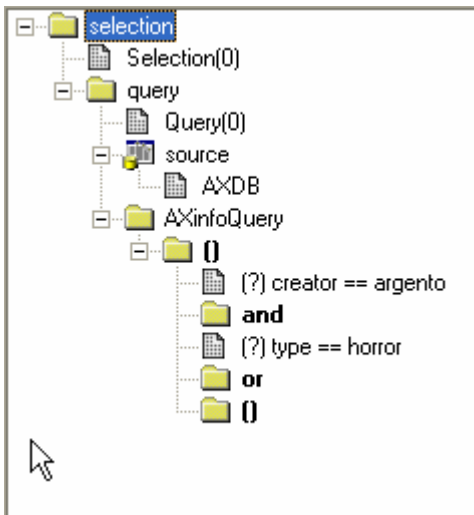 selection
Selection(0)
query
Query(0)
source
AXDB
AXinfoQuery
()
(?) creator == argento
and
(?) type == horror
or
()